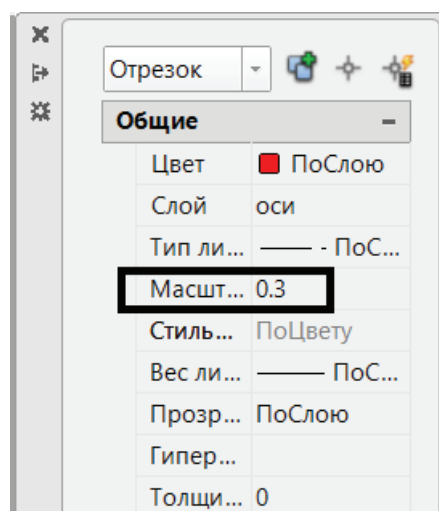 Отрезок
Общие
Цвет ПоСлою
Слой оси
Тип ли... ПоС...
Масшт... 0.3
Стиль... ПоЦвету
Вес ли... ПоС...
Прозр... ПоСлою
Гипер...
Толщи... 0